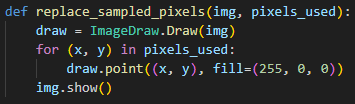 def replace_sampled_pixels(img, pixels_used):
    draw = ImageDraw.Draw(img)
    for (x, y) in pixels_used:
        draw.point((x, y), fill=(255, 0, 0))
    img.show()